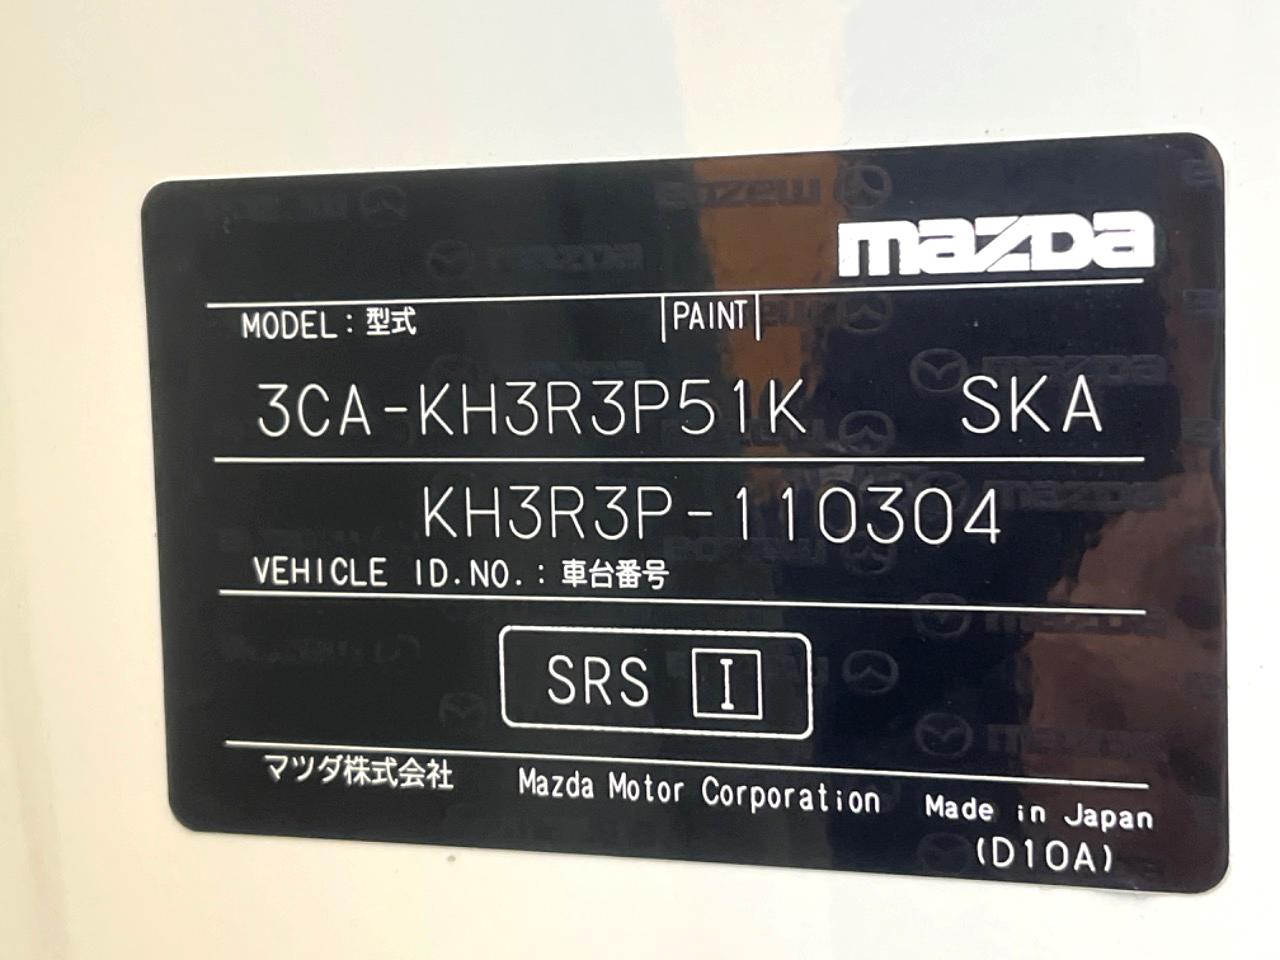 mazda
MODEL：型式 PAINT
3CA-KH3R3P51K SKA
KH3R3P-110304
VEHICLE ID.NO.：車台番号
SRS I
マツダ株式会社 Mazda Motor Corporation Made in Japan
(D10A)